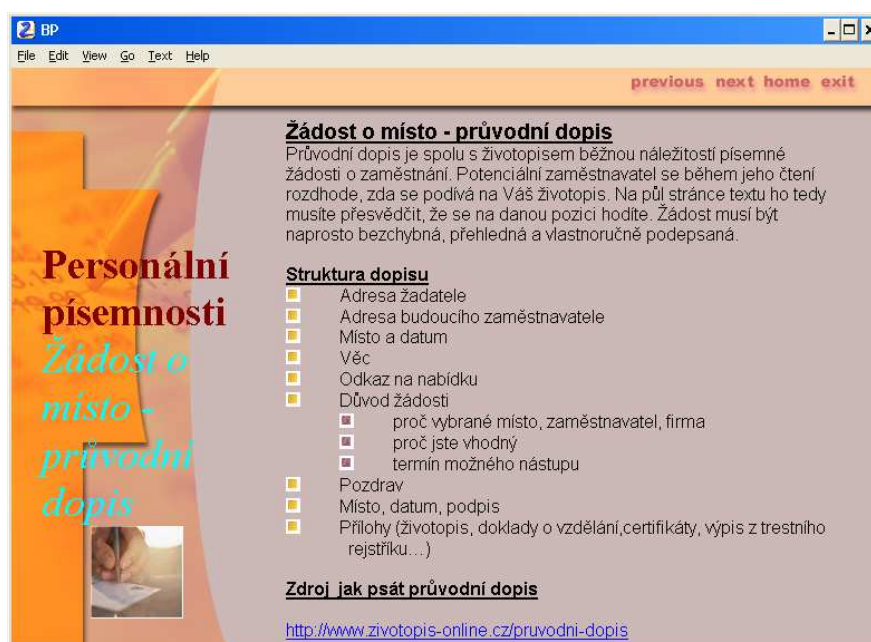 BP
File Edit View Go Text Help
previous next home exit
Personální
písemnosti
Žádost o
místo -
průvodní
dopis
Žádost o místo - průvodní dopis
Průvodní dopis je spolu s životopisem běžnou náležitostí písemné
žádosti o zaměstnání. Potenciální zaměstnavatel se během jeho čtení
rozdhode, zda se podívá na Váš životopis. Na půl stránce textu ho tedy
musíte přesvědčit, že se na danou pozici hodíte. Žádost musí být
naprosto bezchybná, přehledná a vlastnoručně podepsaná.
Struktura dopisu
Adresa žadatele
Adresa budoucího zaměstnavatele
Místo a datum
Věc
Odkaz na nabídku
Důvod žádosti
proč vybrané místo, zaměstnavatel, firma
proč jste vhodný
termín možného nástupu
Pozdrav
Místo, datum, podpis
Přílohy (životopis, doklady o vzdělání,certifikáty, výpis z trestního
rejstříku…)
Zdroj jak psát průvodní dopis
http://www.zivotopis-online.cz/pruvodni-dopis